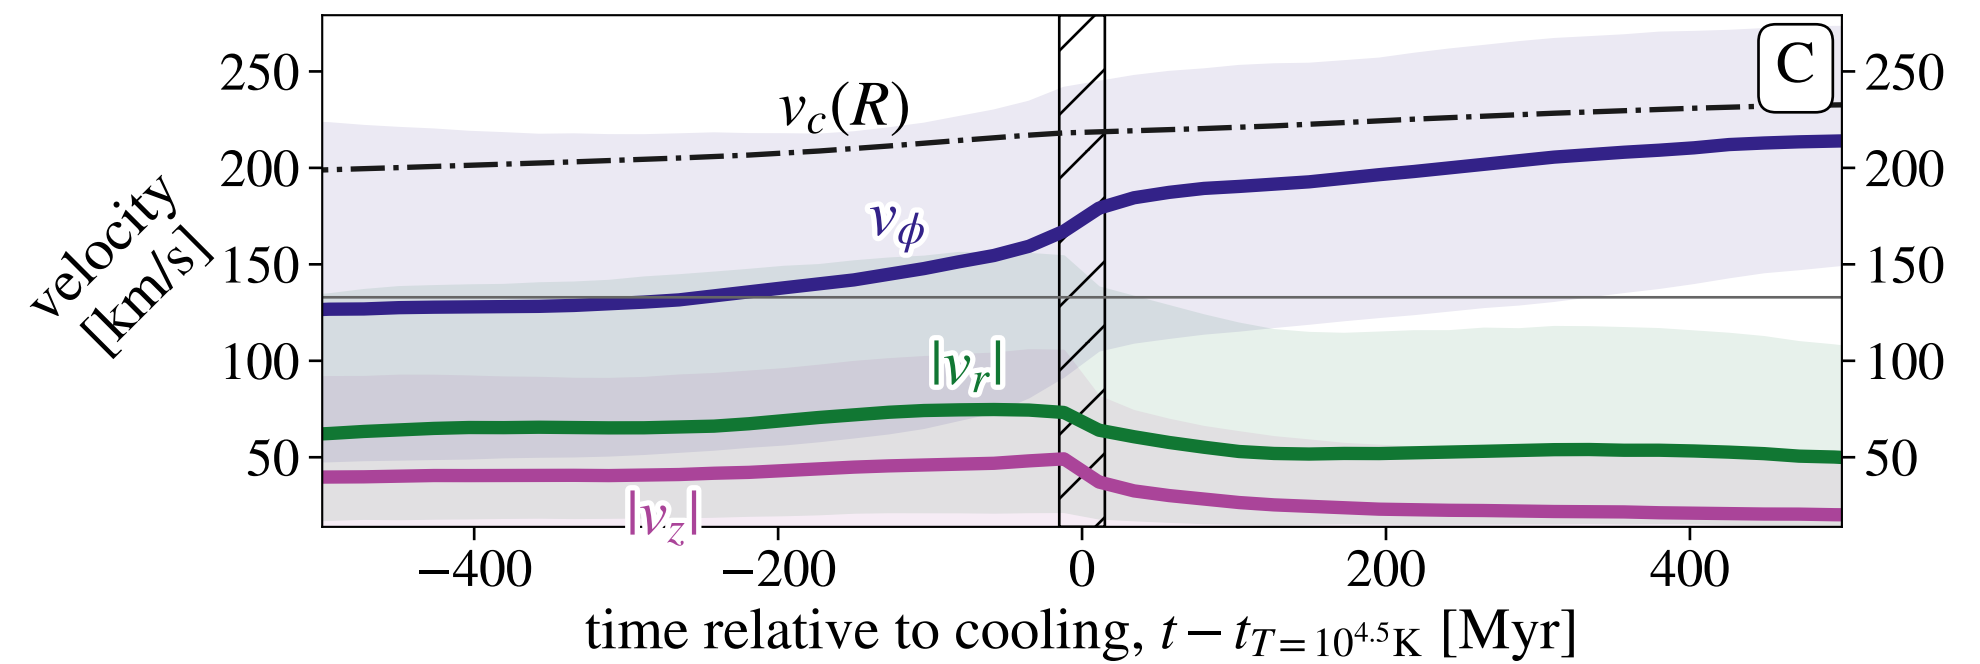 C
250 250
v_c(R)
200 200
v_ϕ
velocity
[km/s]
150 150
|v_r|
100 100
50 50
|v_z|
−400 −200 0 200 400
time relative to cooling, t − t_{T = 10^{4.5}K} [Myr]